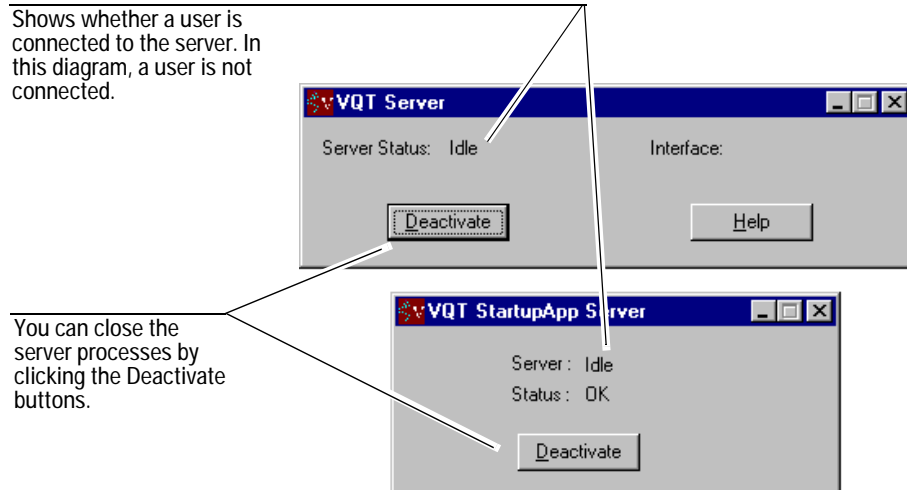 Shows whether a user is
connected to the server. In
this diagram, a user is not
connected.
VQT Server
Server Status: Idle
Interface:
Deactivate
Help
You can close the
server processes by
clicking the Deactivate
buttons.
VQT StartupApp Server
Server : Idle
Status : OK
Deactivate